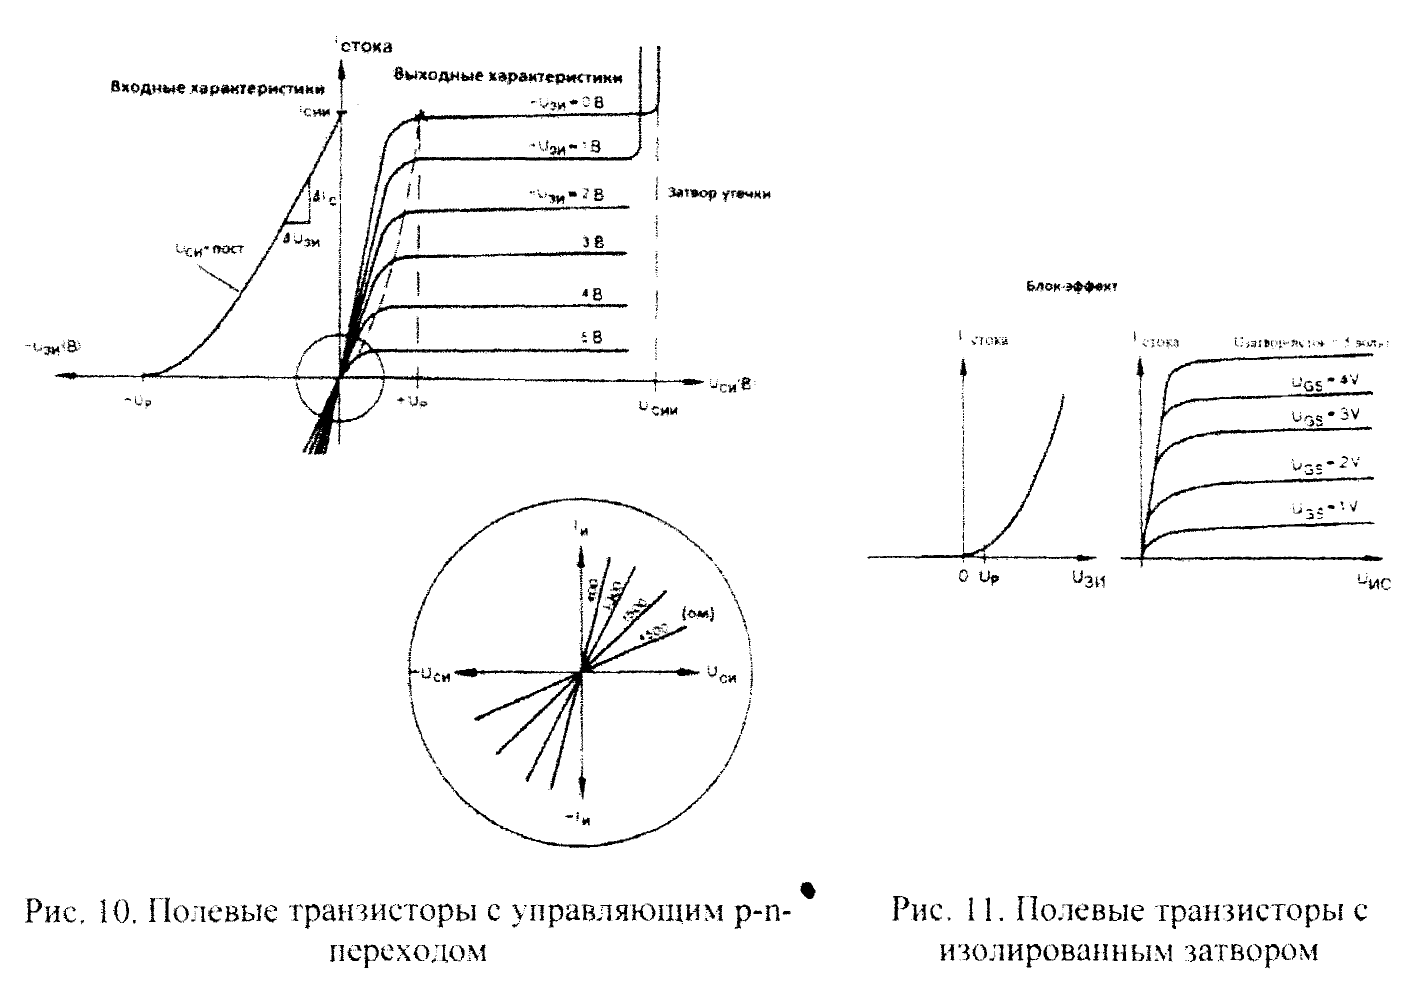 Iстока
Входные характеристики
Выходные характеристики
Iсии
-Uзи = 0 В
-Uзи = 1 В
-Uзи = 2 В
3 В
4 В
5 В
Затвор утечки
ΔIс
ΔUзи
Uси= пост
-Uзи(В)
-Up
+Up
Uсии
Uси(В)
Iи
(ом)
-Uси
Uси
-Iи
Рис. 10. Полевые транзисторы с управляющим p-n-
переходом
Блок-эффект
I стока
I стока
UGS = 4V
UGS = 3V
UGS = 2V
UGS = 1V
0 Up
Uзи
Uис
Рис. 11. Полевые транзисторы с
изолированным затвором